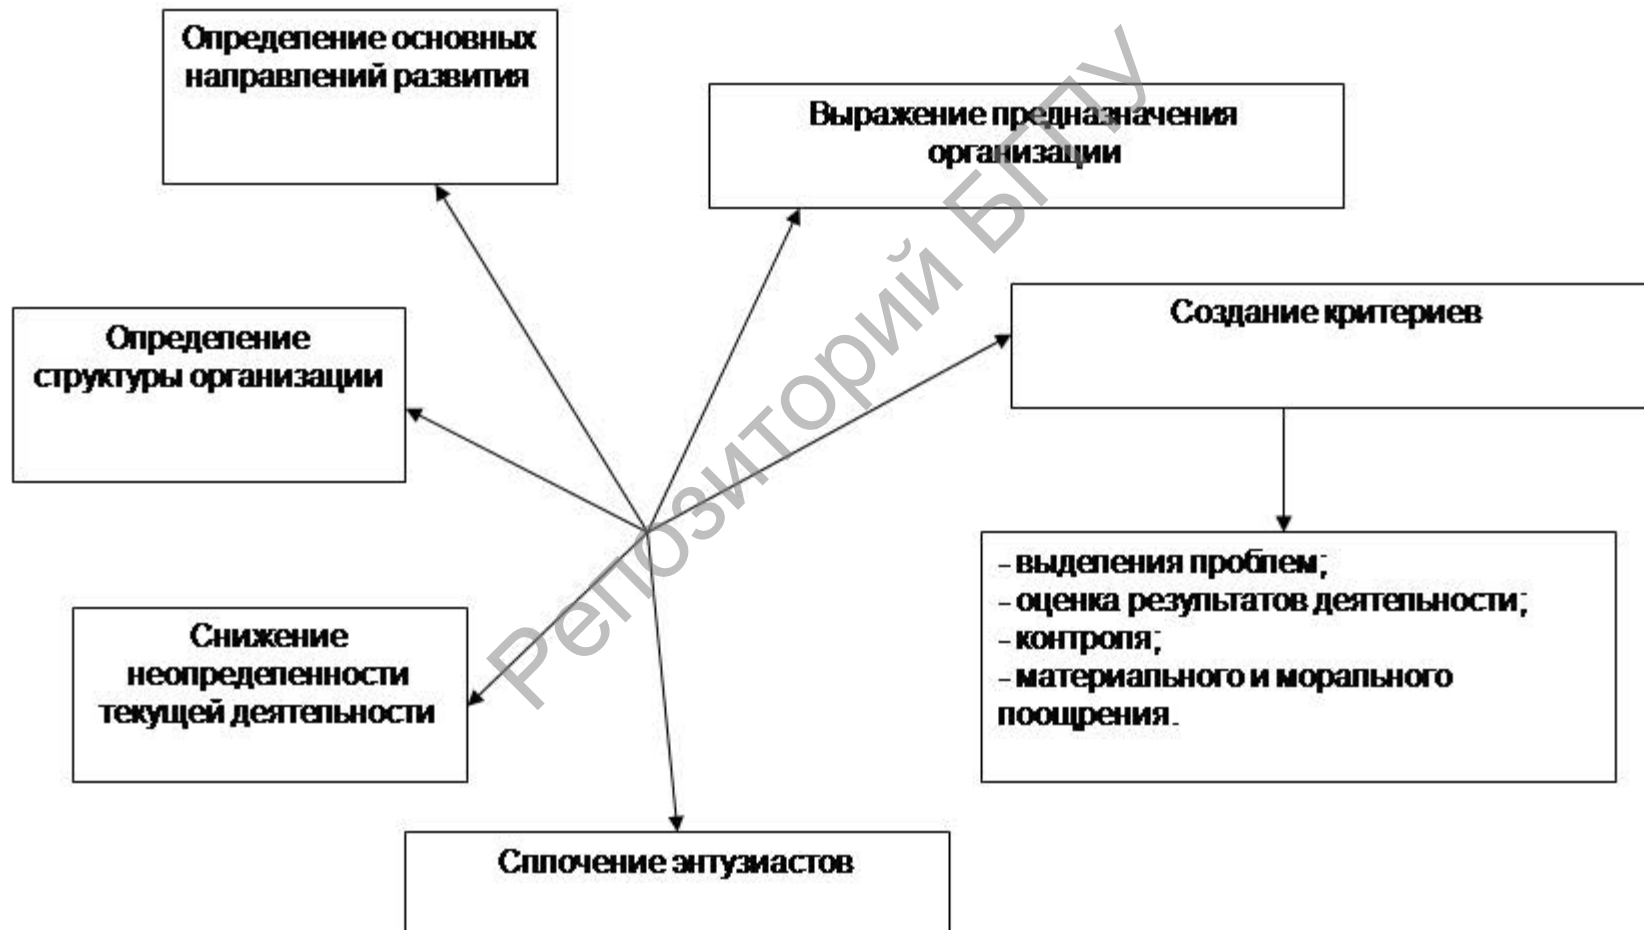 Определение основных
направлений развития
Выражение предназначения
организации
Создание критериев
Определение
структуры организации
- выделения проблем;
- оценка результатов деятельности;
- контроля;
- материального и морального
поощрения.
Снижение
неопределенности
текущей деятельности
Сплочение энтузиастов
Репозиторий БГПУ